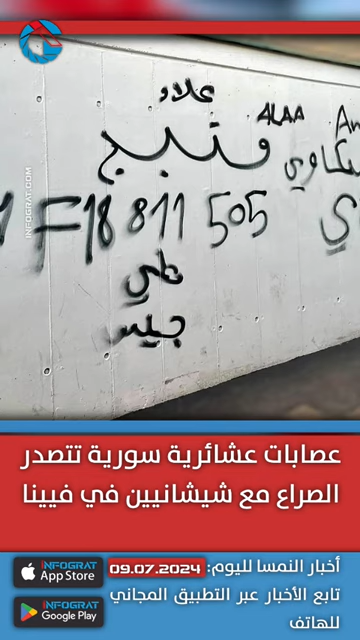 علاء
ALAA
منبج
F18 811 505
طي
جيس
INFOGRAT.COM
عصابات عشائرية سورية تتصدر
الصراع مع شيشانيين في فيينا
أخبار النمسا لليوم: 09.07.2024
تابع الأخبار عبر التطبيق المجاني
للهاتف
INFOGRAT
App Store
INFOGRAT
Google Play